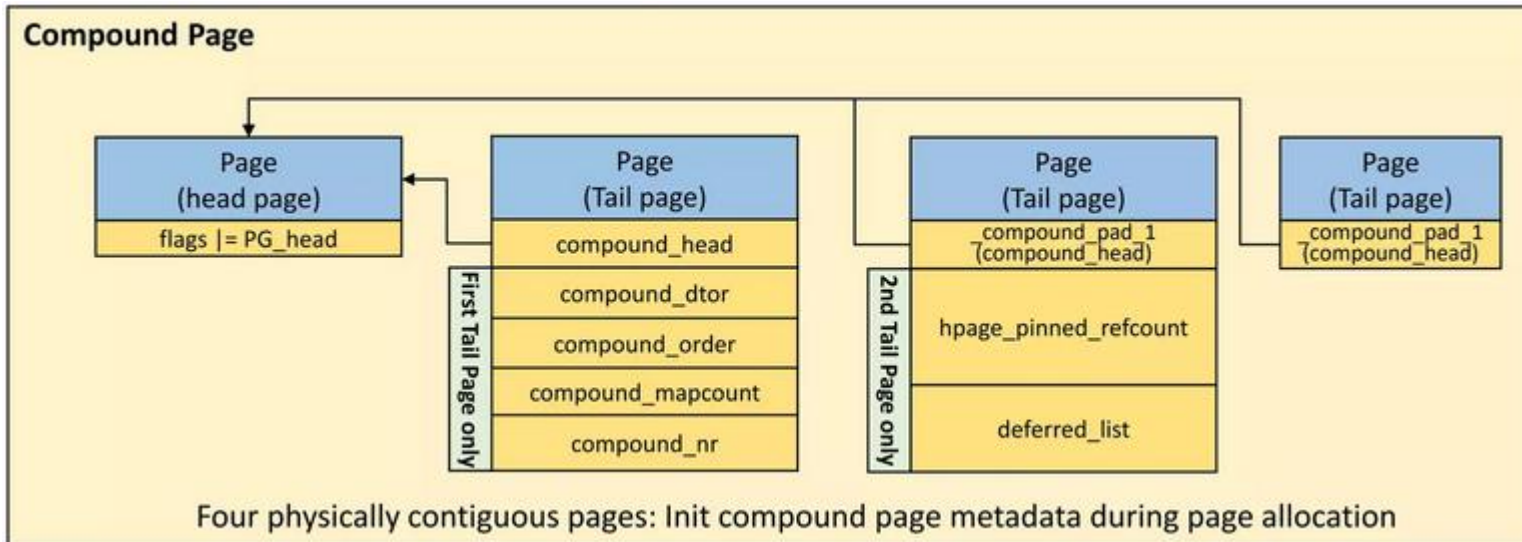 Compound Page
Page
(head page)
flags |= PG_head
Page
(Tail page)
compound_head
First Tail Page only
compound_dtor
compound_order
compound_mapcount
compound_nr
Page
(Tail page)
_compound_pad_1
(compound_head)
2nd Tail Page only
hpage_pinned_refcount
deferred_list
Page
(Tail page)
_compound_pad_1
(compound_head)
Four physically contiguous pages: Init compound page metadata during page allocation